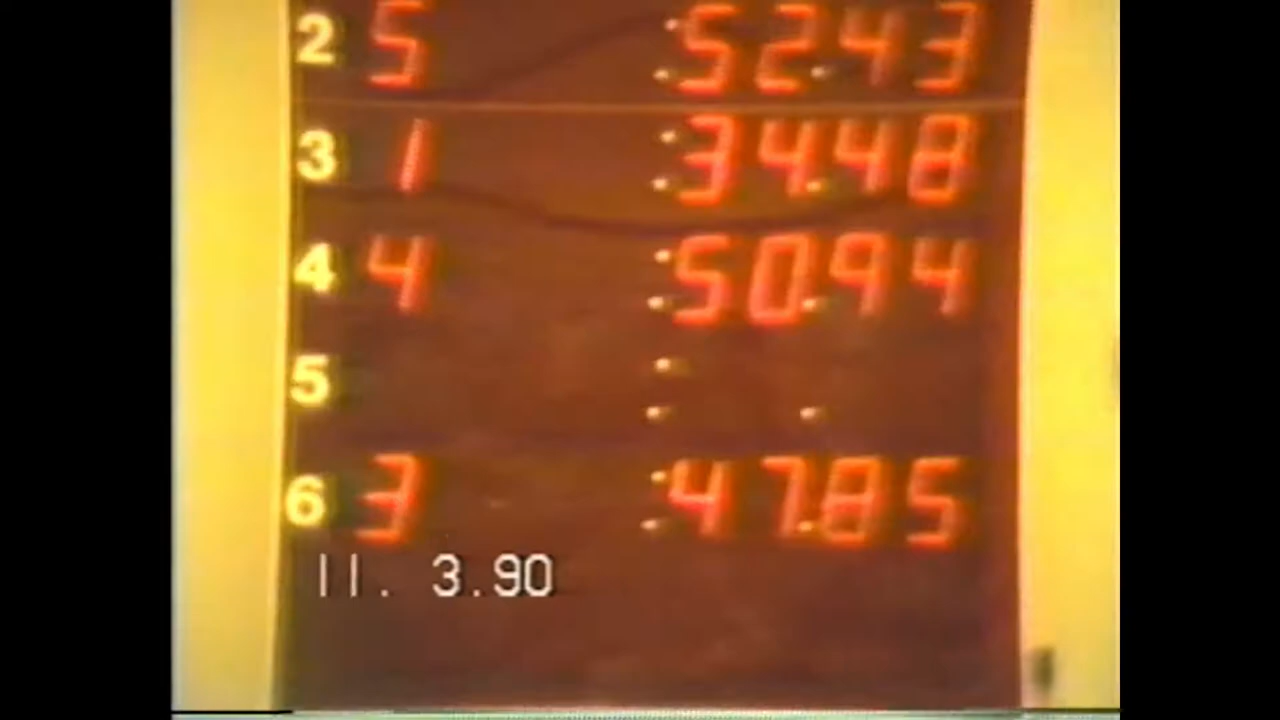 2 5 :52.43
3 1 :34.48
4 4 :50.94
5 : .
6 3 :47.85
11. 3.90